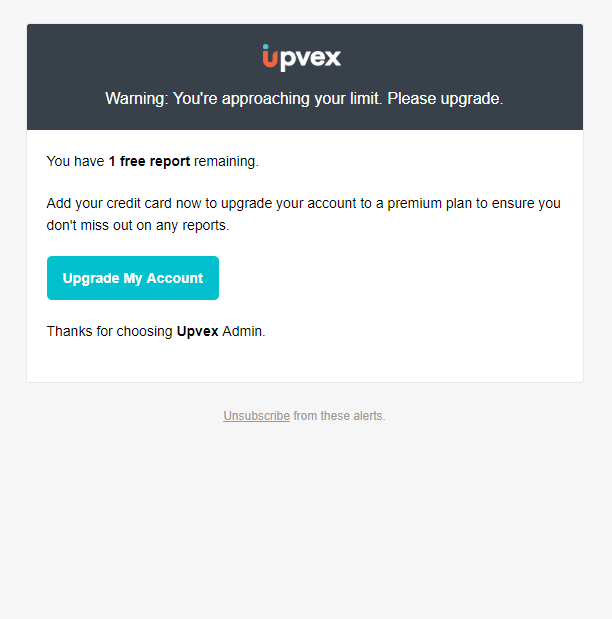 upvex
Warning: You're approaching your limit. Please upgrade.
You have 1 free report remaining.
Add your credit card now to upgrade your account to a premium plan to ensure you
don't miss out on any reports.
Upgrade My Account
Thanks for choosing Upvex Admin.
Unsubscribe from these alerts.